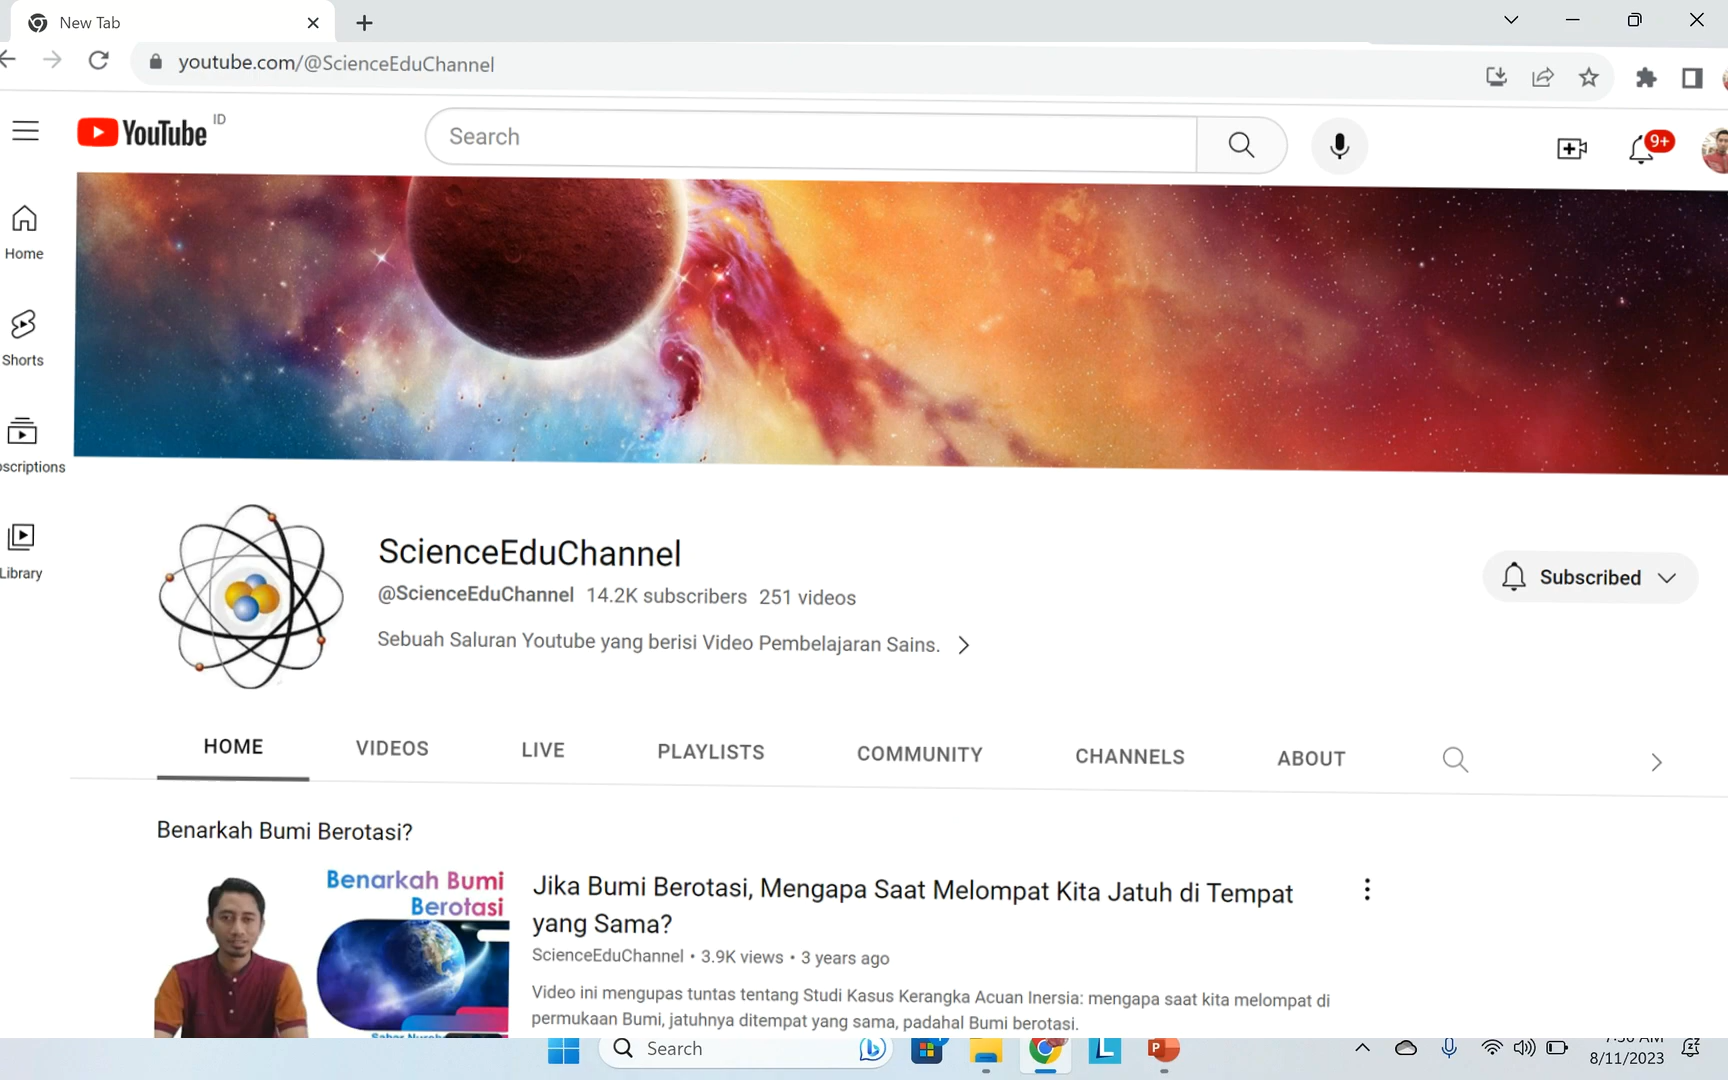 New Tab
youtube.com/@ScienceEduChannel
YouTube ID
Search
9+
Home
Shorts
Library
ScienceEduChannel
@ScienceEduChannel 14.2K subscribers 251 videos
Sebuah Saluran Youtube yang berisi Video Pembelajaran Sains.
Subscribed
HOME VIDEOS LIVE PLAYLISTS COMMUNITY CHANNELS ABOUT
Benarkah Bumi Berotasi?
Benarkah Bumi
Berotasi
Jika Bumi Berotasi, Mengapa Saat Melompat Kita Jatuh di Tempat
yang Sama?
ScienceEduChannel • 3.9K views • 3 years ago
Video ini mengupas tuntas tentang Studi Kasus Kerangka Acuan Inersia: mengapa saat kita melompat di
permukaan Bumi, jatuhnya ditempat yang sama, padahal Bumi berotasi.
Search
8/11/2023